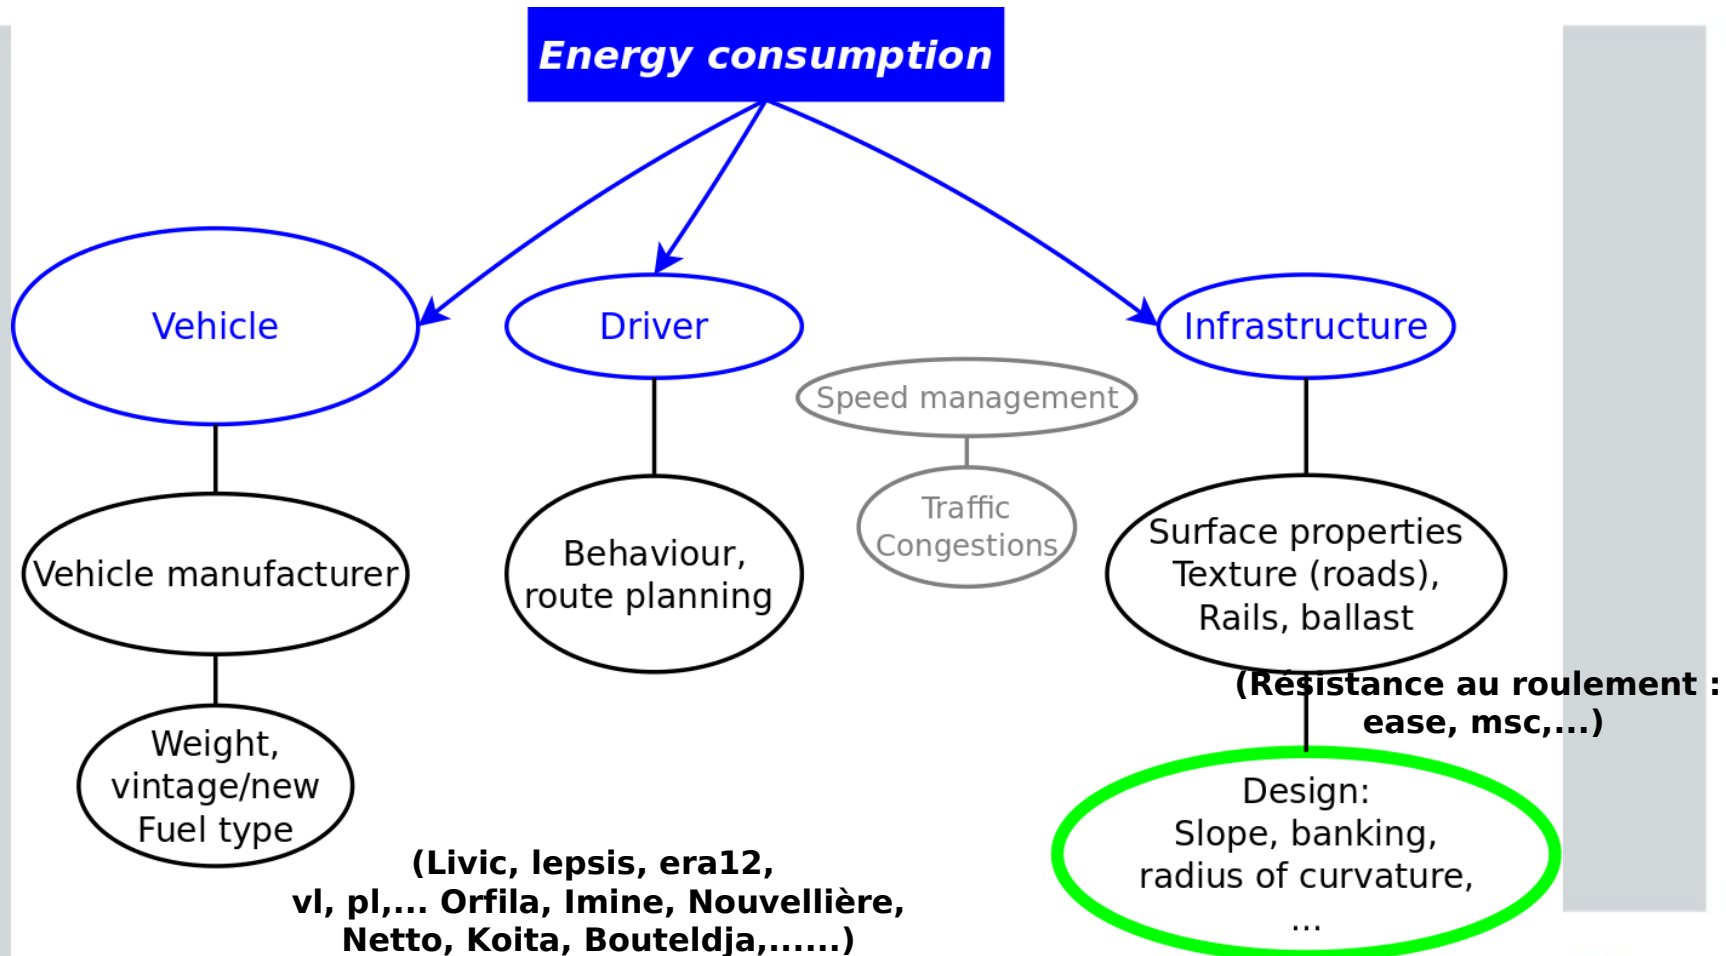 Energy consumption
Vehicle
Driver
Infrastructure
Speed management
Traffic
Congestions
Vehicle manufacturer
Behaviour,
route planning
Surface properties
Texture (roads),
Rails, ballast
(Résistance au roulement :
ease, msc,...)
Weight,
vintage/new
Fuel type
Design:
Slope, banking,
radius of curvature,
...
(Livic, lepsis, era12,
vl, pl,... Orfila, Imine, Nouvellière,
Netto, Koita, Bouteldja,......)